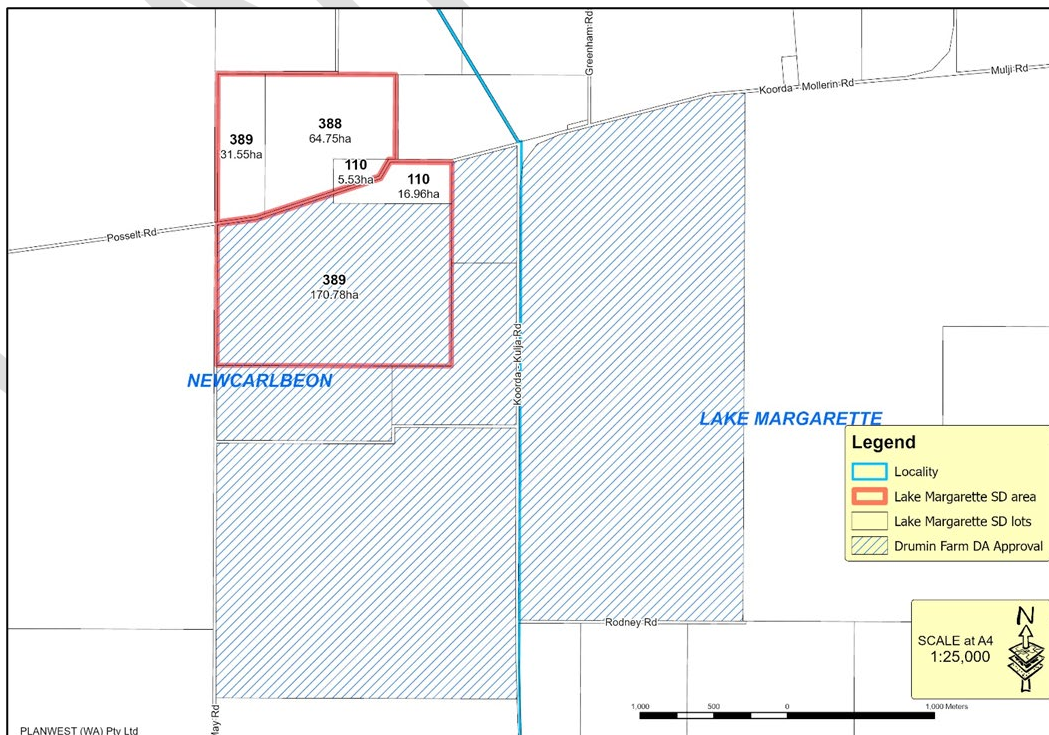 Greenham Rd
Mulji Rd
Koorda - Mollerin Rd
388
64.75ha
389
31.55ha
110
5.53ha
110
16.96ha
Posselt Rd
389
170.78ha
Koorda - Kulja Rd
NEWCARLBEON
LAKE MARGARETTE
Legend
Locality
Lake Margarette SD area
Lake Margarette SD lots
Drumin Farm DA Approval
Rodney Rd
N
SCALE at A4
1:25,000
May Rd
1,000
500
0
1,000 Meters
PLANWEST (WA) Pty Ltd